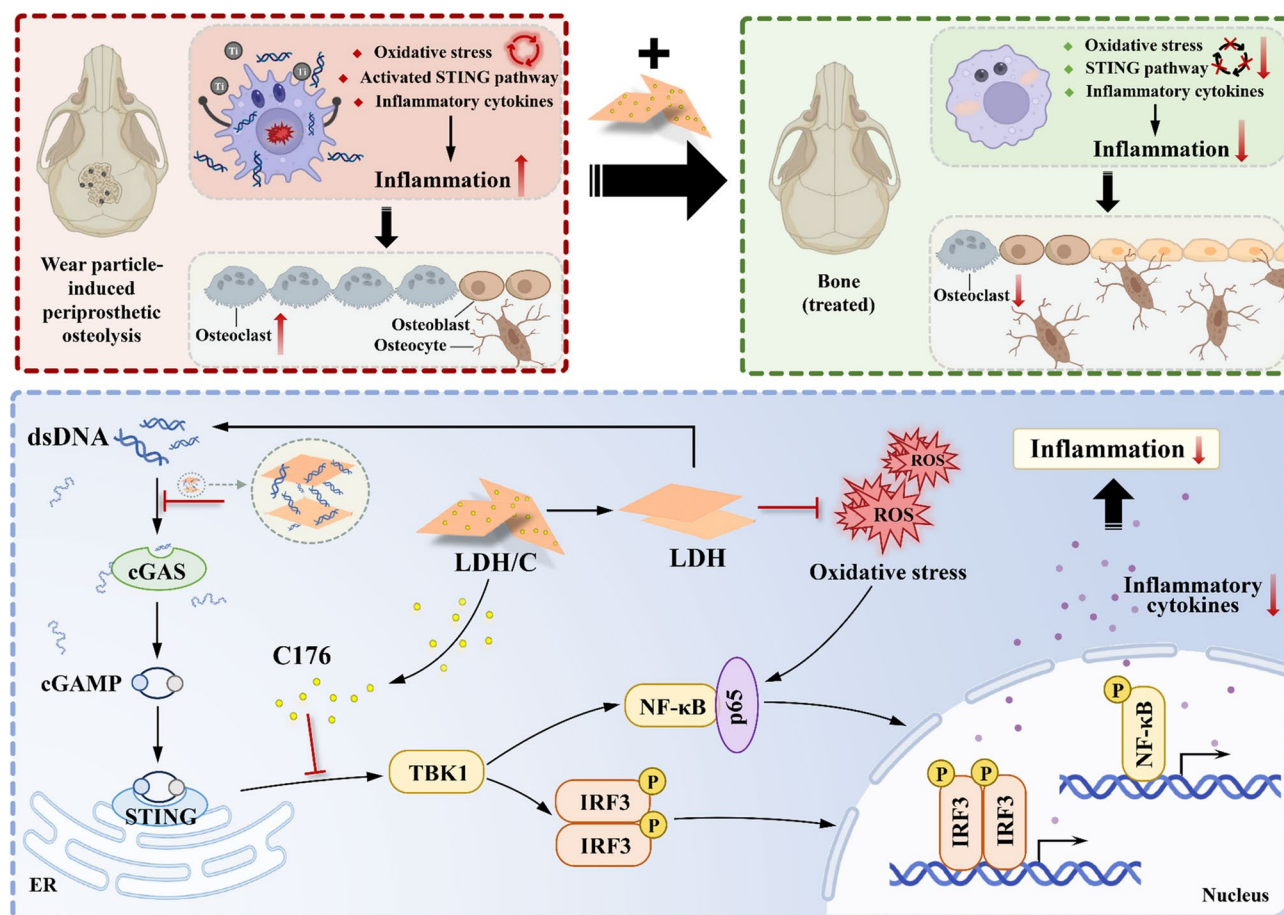 Ti
Ti
Ti
Oxidative stress
Activated STING pathway
Inflammatory cytokines
Inflammation
Wear particle-
induced
periprosthetic
osteolysis
Osteoclast
Osteoblast
Osteocyte
+
Oxidative stress
STING pathway
Inflammatory cytokines
Inflammation
Bone
(treated)
Osteoclast
dsDNA
cGAS
cGAMP
STING
ER
LDH/C
LDH
ROS
ROS
Oxidative stress
C176
TBK1
NF-κB
p65
IRF3
P
IRF3
P
Inflammation
Inflammatory
cytokines
P
NF-κB
P
P
IRF3
IRF3
Nucleus